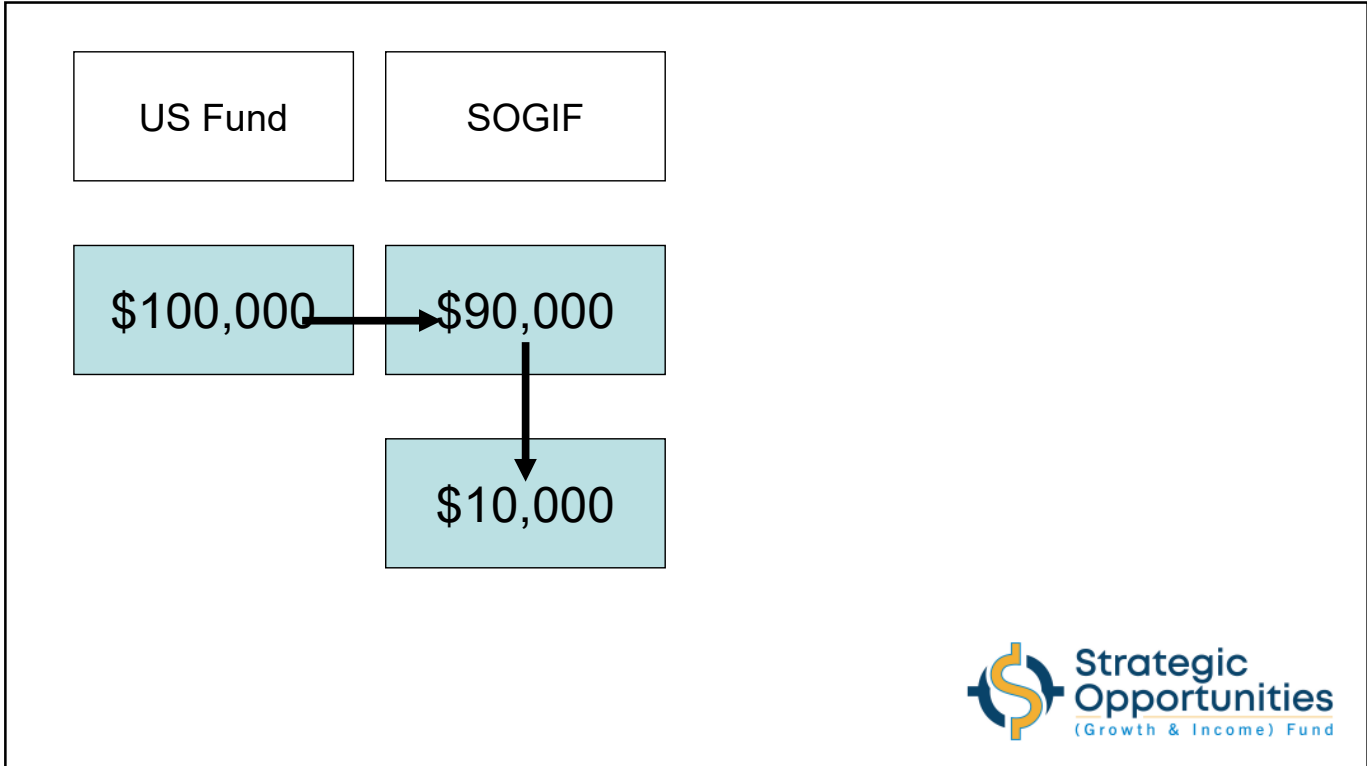 US Fund
SOGIF
$100,000
$90,000
$10,000
Strategic
Opportunities
(Growth & Income) Fund